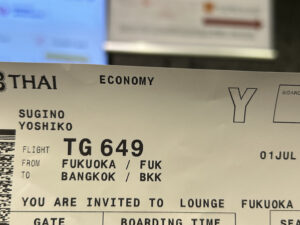 THAI ECONOMY
Y
SUGINO
YOSHIKO
FLIGHT TG 649
FROM FUKUOKA / FUK 01JUL
TO BANGKOK / BKK
YOU ARE INVITED TO LOUNGE FUKUOKA
GATE BOARDING TIME